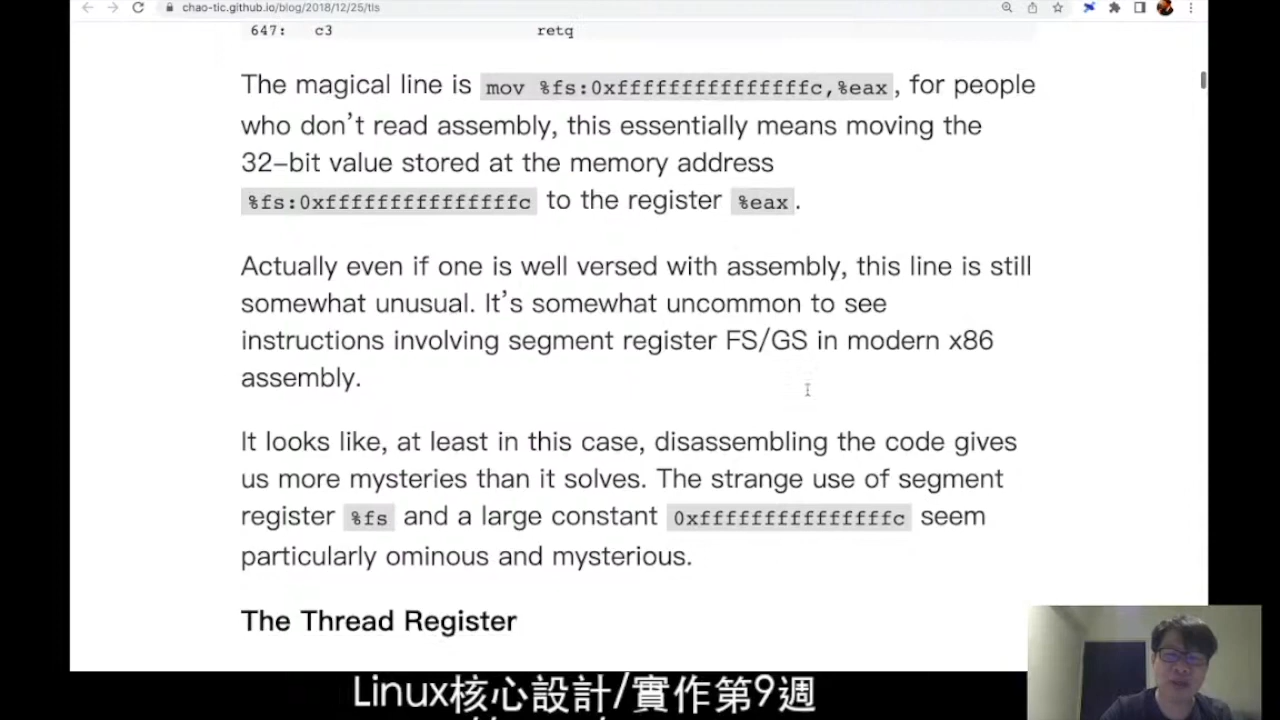 chao-tic.github.io/blog/2018/12/25/tls
647: c3 retq
The magical line is mov %fs:0xfffffffffffffffc,%eax, for people
who don't read assembly, this essentially means moving the
32-bit value stored at the memory address
%fs:0xfffffffffffffffc to the register %eax.
Actually even if one is well versed with assembly, this line is still
somewhat unusual. It's somewhat uncommon to see
instructions involving segment register FS/GS in modern x86
assembly.
It looks like, at least in this case, disassembling the code gives
us more mysteries than it solves. The strange use of segment
register %fs and a large constant 0xfffffffffffffffc seem
particularly ominous and mysterious.
The Thread Register
Linux核心設計/實作第9週